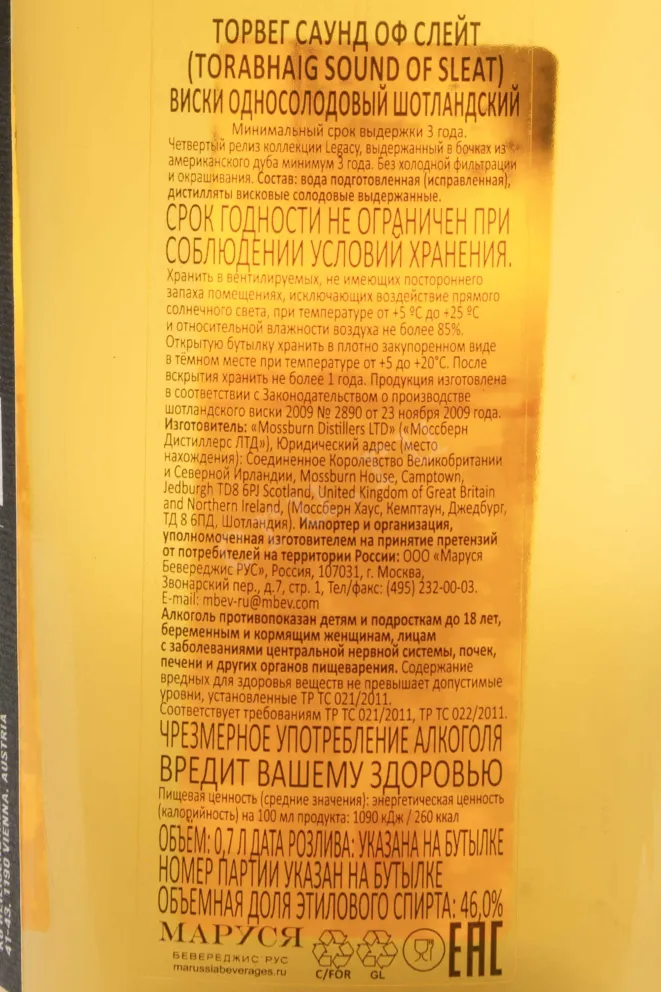 ТОРВЕГ САУНД ОФ СЛЕЙТ
(TORABHAIG SOUND OF SLEAT)
ВИСКИ ОДНОСОЛОДОВЫЙ ШОТЛАНДСКИЙ
Минимальный срок выдержки 3 года.
Четвертый релиз коллекции Legacy, выдержанный в бочках из
американского дуба минимум 3 года. Без холодной фильтрации
и окрашивания. Состав: вода подготовленная (исправленная),
дистилляты висковые солодовые выдержанные.
СРОК ГОДНОСТИ НЕ ОГРАНИЧЕН ПРИ
СОБЛЮДЕНИИ УСЛОВИЙ ХРАНЕНИЯ.
Хранить в вентилируемых, не имеющих постороннего
запаха помещениях, исключающих воздействие прямого
солнечного света, при температуре от +5 ºС до +25 ºС
и относительной влажности воздуха не более 85%.
Открытую бутылку хранить в плотно закупоренном виде
в тёмном месте при температуре от +5 до +20°С. После
вскрытия хранить не более 1 года. Продукция изготовлена
в соответствии с Законодательством о производстве
шотландского виски 2009 № 2890 от 23 ноября 2009 года.
Изготовитель: «Mossburn Distillers LTD» («Моссберн
Дистиллерс ЛТД»), Юридический адрес (место
нахождения): Соединенное Королевство Великобритании
и Северной Ирландии, Mossburn House, Camptown,
Jedburgh TD8 6PJ Scotland, United Kingdom of Great Britain
and Northern Ireland, (Моссберн Хаус, Кемптаун, Джедбург,
ТД 8 6ПД, Шотландия). Импортер и организация,
уполномоченная изготовителем на принятие претензий
от потребителей на территории России: ООО «Маруся
Бевереджис РУС», Россия, 107031, г. Москва,
Звонарский пер., д.7, стр. 1, Тел/факс: (495) 232-00-03.
E-mail: mbev-ru@mbev.com
Алкоголь противопоказан детям и подросткам до 18 лет,
беременным и кормящим женщинам, лицам
с заболеваниями центральной нервной системы, почек,
печени и других органов пищеварения. Содержание
вредных для здоровья веществ не превышает допустимые
уровни, установленные ТР ТС 021/2011.
Соответствует требованиям ТР ТС 021/2011, ТР ТС 022/2011.
ЧРЕЗМЕРНОЕ УПОТРЕБЛЕНИЕ АЛКОГОЛЯ
ВРЕДИТ ВАШЕМУ ЗДОРОВЬЮ
Пищевая ценность (средние значения): энергетическая ценность
(калорийность) на 100 мл продукта: 1090 кДж / 260 ккал
ОБЪЁМ: 0,7 Л ДАТА РОЗЛИВА: УКАЗАНА НА БУТЫЛКЕ
НОМЕР ПАРТИИ УКАЗАН НА БУТЫЛКЕ
ОБЪЕМНАЯ ДОЛЯ ЭТИЛОВОГО СПИРТА: 46,0%
МАРУСЯ
БЕВЕРЕДЖИС РУС
marussiabeverages.ru
C/FOR
GL
EAC
41-43, 1190 VIENNA, AUSTRIA